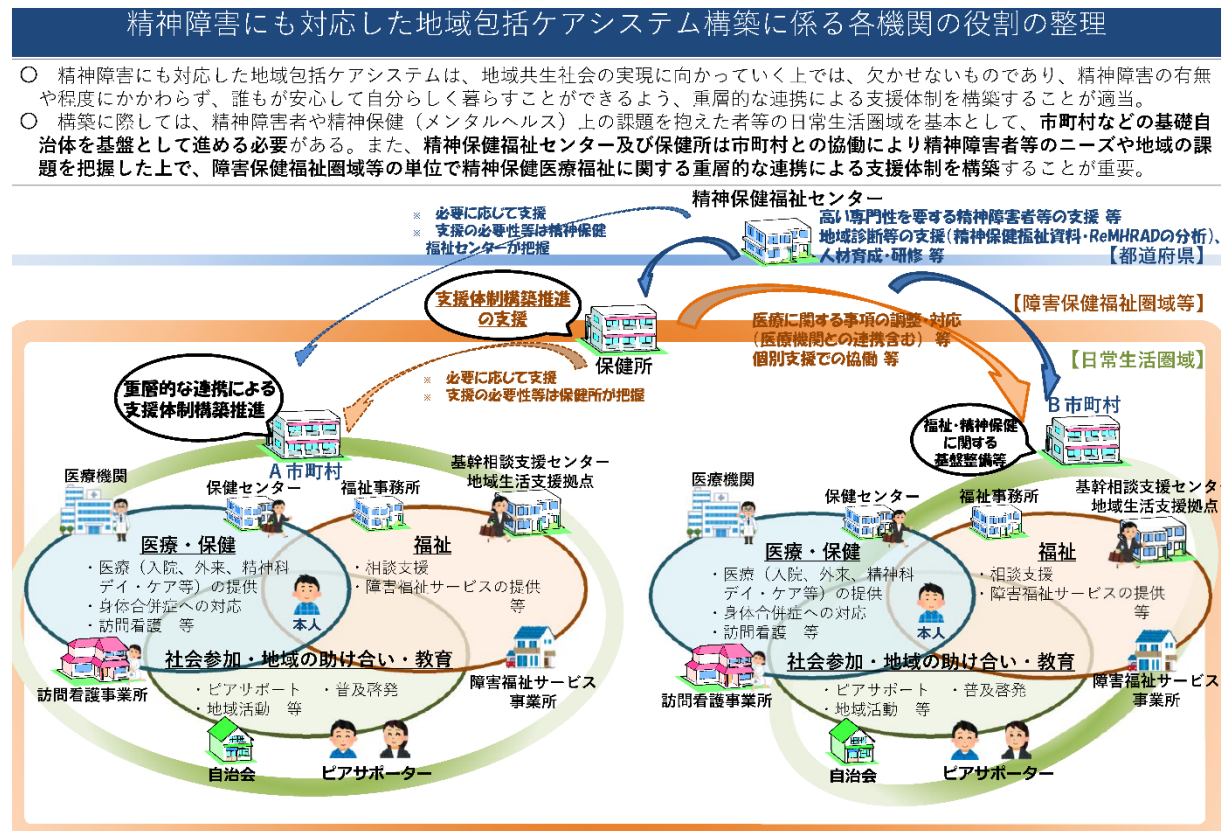 精神障害にも対応した地域包括ケアシステム構築に係る各機関の役割の整理
○ 精神障害にも対応した地域包括ケアシステムは、地域共生社会の実現に向かっていく上では、欠かせないものであり、精神障害の有無
や程度にかかわらず、誰もが安心して自分らしく暮らすことができるよう、重層的な連携による支援体制を構築することが適当。
○ 構築に際しては、精神障害者や精神保健（メンタルヘルス）上の課題を抱えた者等の日常生活圏域を基本として、市町村などの基礎自
治体を基盤として進める必要がある。また、精神保健福祉センター及び保健所は市町村との協働により精神障害者等のニーズや地域の課
題を把握した上で、障害保健福祉圏域等の単位で精神保健医療福祉に関する重層的な連携による支援体制を構築することが重要。
精神保健福祉センター
※ 必要に応じて支援
※ 支援の必要性等は精神保健
福祉センターが把握
高い専門性を要する精神障害者等の支援 等
地域診断等の支援(精神保健福祉資料・ReMHRADの分析)、
人材育成・研修 等
【都道府県】
支援体制構築推進
の支援
【障害保健福祉圏域等】
保健所
医療に関する事項の調整・対応
（医療機関との連携含む） 等
個別支援での協働 等
【日常生活圏域】
※ 必要に応じて支援
※ 支援の必要性等は保健所が把握
重層的な連携による
支援体制構築推進
A市町村
医療機関
保健センター
福祉事務所
基幹相談支援センター
地域生活支援拠点
医療・保健
・医療（入院、外来、精神科
デイ・ケア等）の提供
・身体合併症への対応
・訪問看護 等
福祉
・相談支援
・障害福祉サービスの提供
等
本人
社会参加・地域の助け合い・教育
・ピアサポート ・普及啓発
・地域活動 等
訪問看護事業所
障害福祉サービス
事業所
自治会
ピアサポーター
B市町村
福祉・精神保健
に関する
基盤整備等
医療機関
保健センター
福祉事務所
基幹相談支援センター
地域生活支援拠点
医療・保健
・医療（入院、外来、精神科
デイ・ケア等）の提供
・身体合併症への対応
・訪問看護 等
福祉
・相談支援
・障害福祉サービスの提供
等
本人
社会参加・地域の助け合い・教育
・ピアサポート ・普及啓発
・地域活動 等
訪問看護事業所
障害福祉サービス
事業所
自治会
ピアサポーター